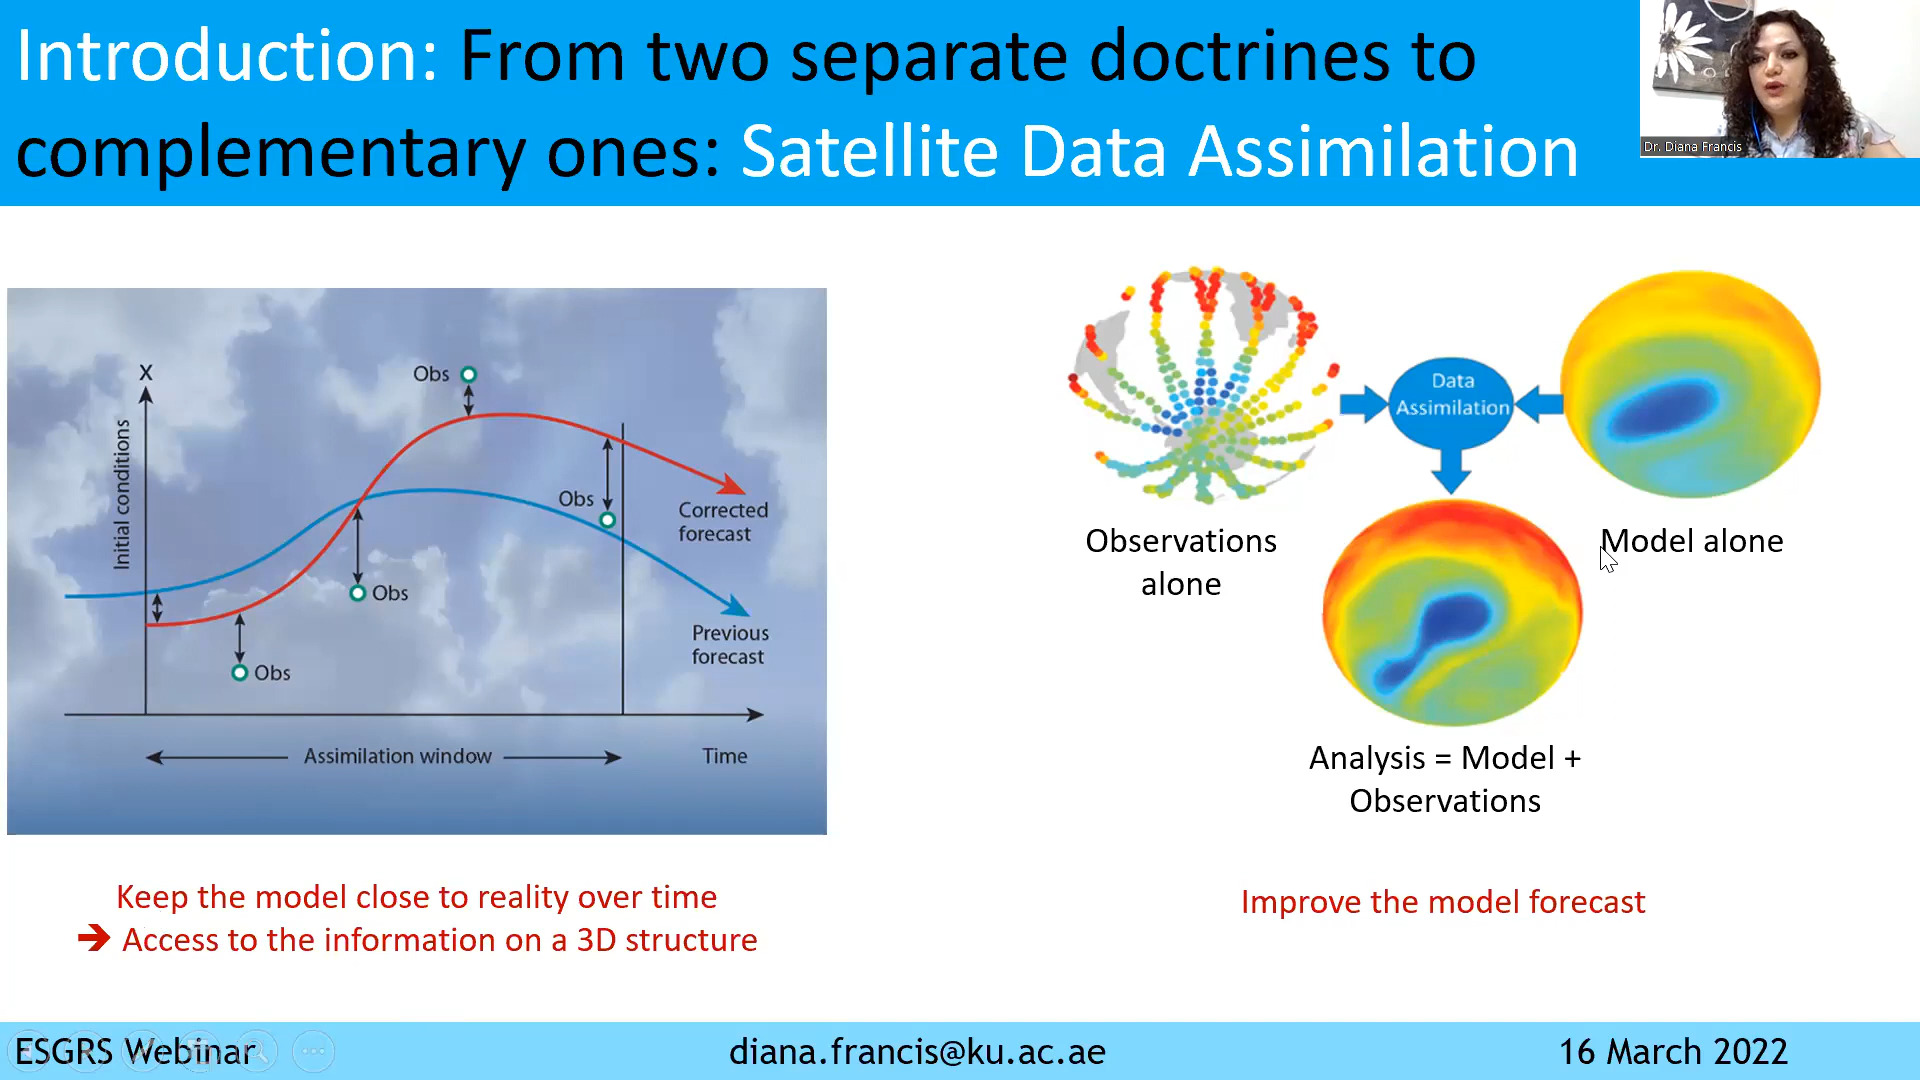 Introduction: From two separate doctrines to
complementary ones: Satellite Data Assimilation
Dr. Diana Francis
X
Initial conditions
Obs
Obs
Obs
Obs
Corrected
forecast
Previous
forecast
Assimilation window
Time
Keep the model close to reality over time
➔ Access to the information on a 3D structure
Data
Assimilation
Observations
alone
Model alone
Analysis = Model +
Observations
Improve the model forecast
ESGRS Webinar
diana.francis@ku.ac.ae
16 March 2022